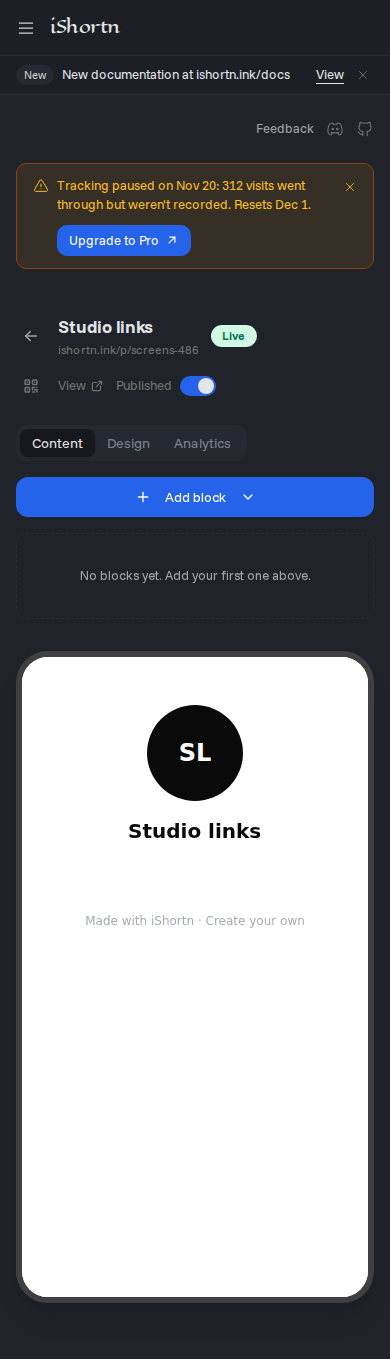 iShortn
New New documentation at ishortn.ink/docs View
Feedback
Tracking paused on Nov 20: 312 visits went
through but weren't recorded. Resets Dec 1.
Upgrade to Pro
Studio links
ishortn.ink/p/screens-486
Live
View Published
Content Design Analytics
Add block
No blocks yet. Add your first one above.
SL
Studio links
Made with iShortn · Create your own